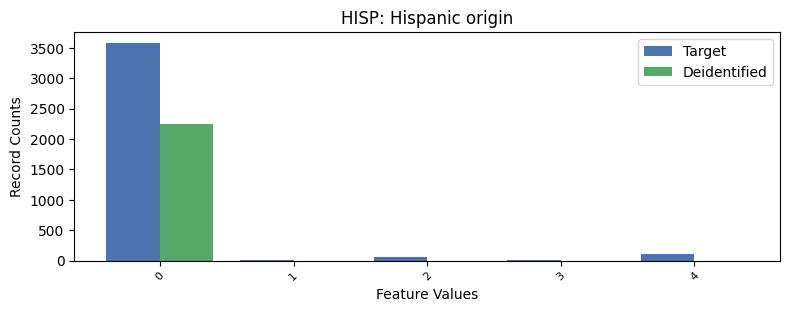 HISP: Hispanic origin
Target
Deidentified
Record Counts
3500
3000
2500
2000
1500
1000
500
0
0 1 2 3 4
Feature Values